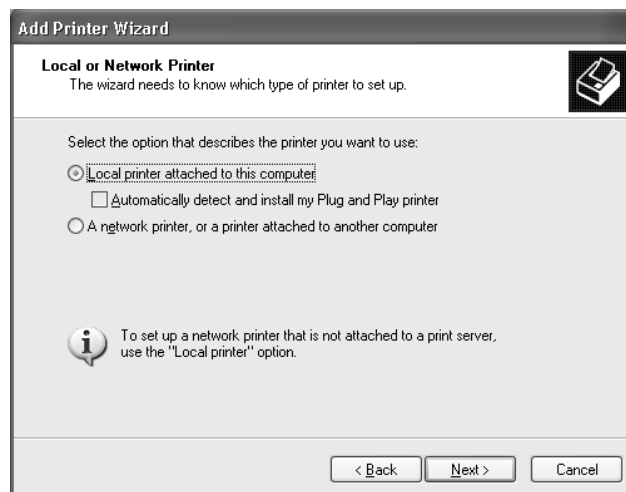 Add Printer Wizard
Local or Network Printer
The wizard needs to know which type of printer to set up.
Select the option that describes the printer you want to use:
Local printer attached to this computer
Automatically detect and install my Plug and Play printer
A network printer, or a printer attached to another computer
To set up a network printer that is not attached to a print server,
use the "Local printer" option.
< Back Next > Cancel